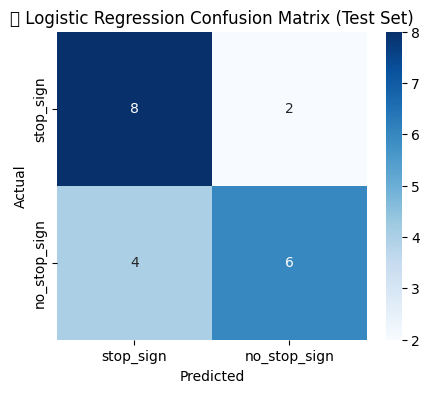 Logistic Regression Confusion Matrix (Test Set)
Actual
stop_sign
no_stop_sign
8
2
4
6
stop_sign
no_stop_sign
Predicted
8
7
6
5
4
3
2